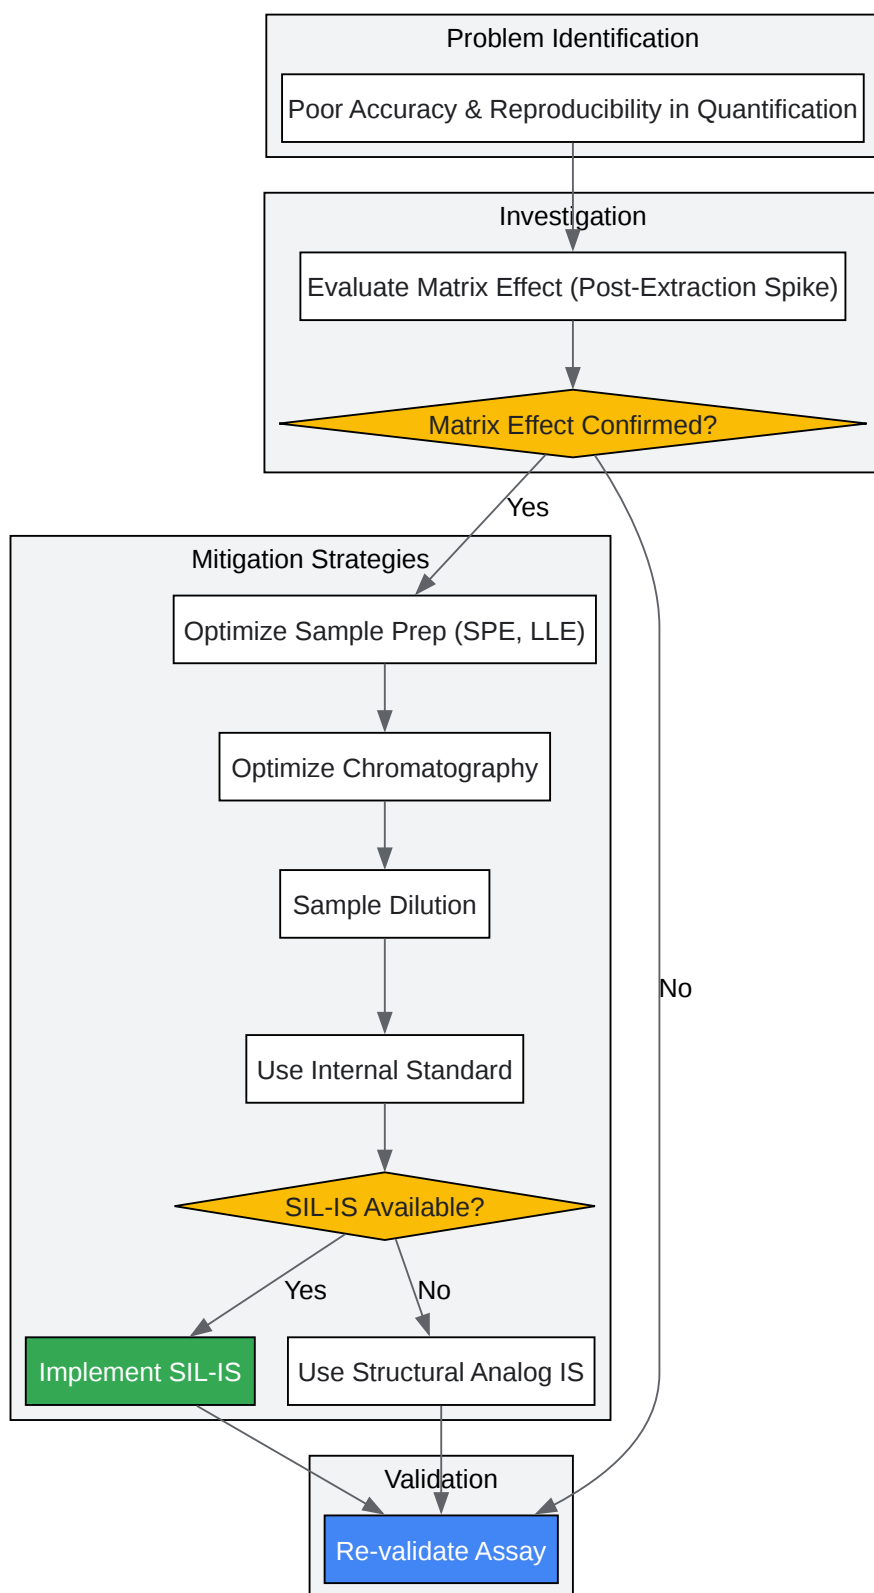 Problem Identification
Poor Accuracy & Reproducibility in Quantification
Investigation
Evaluate Matrix Effect (Post-Extraction Spike)
Matrix Effect Confirmed?
Yes
Mitigation Strategies
Optimize Sample Prep (SPE, LLE)
Optimize Chromatography
Sample Dilution
No
Use Internal Standard
SIL-IS Available?
Yes
No
Implement SIL-IS
Use Structural Analog IS
Validation
Re-validate Assay